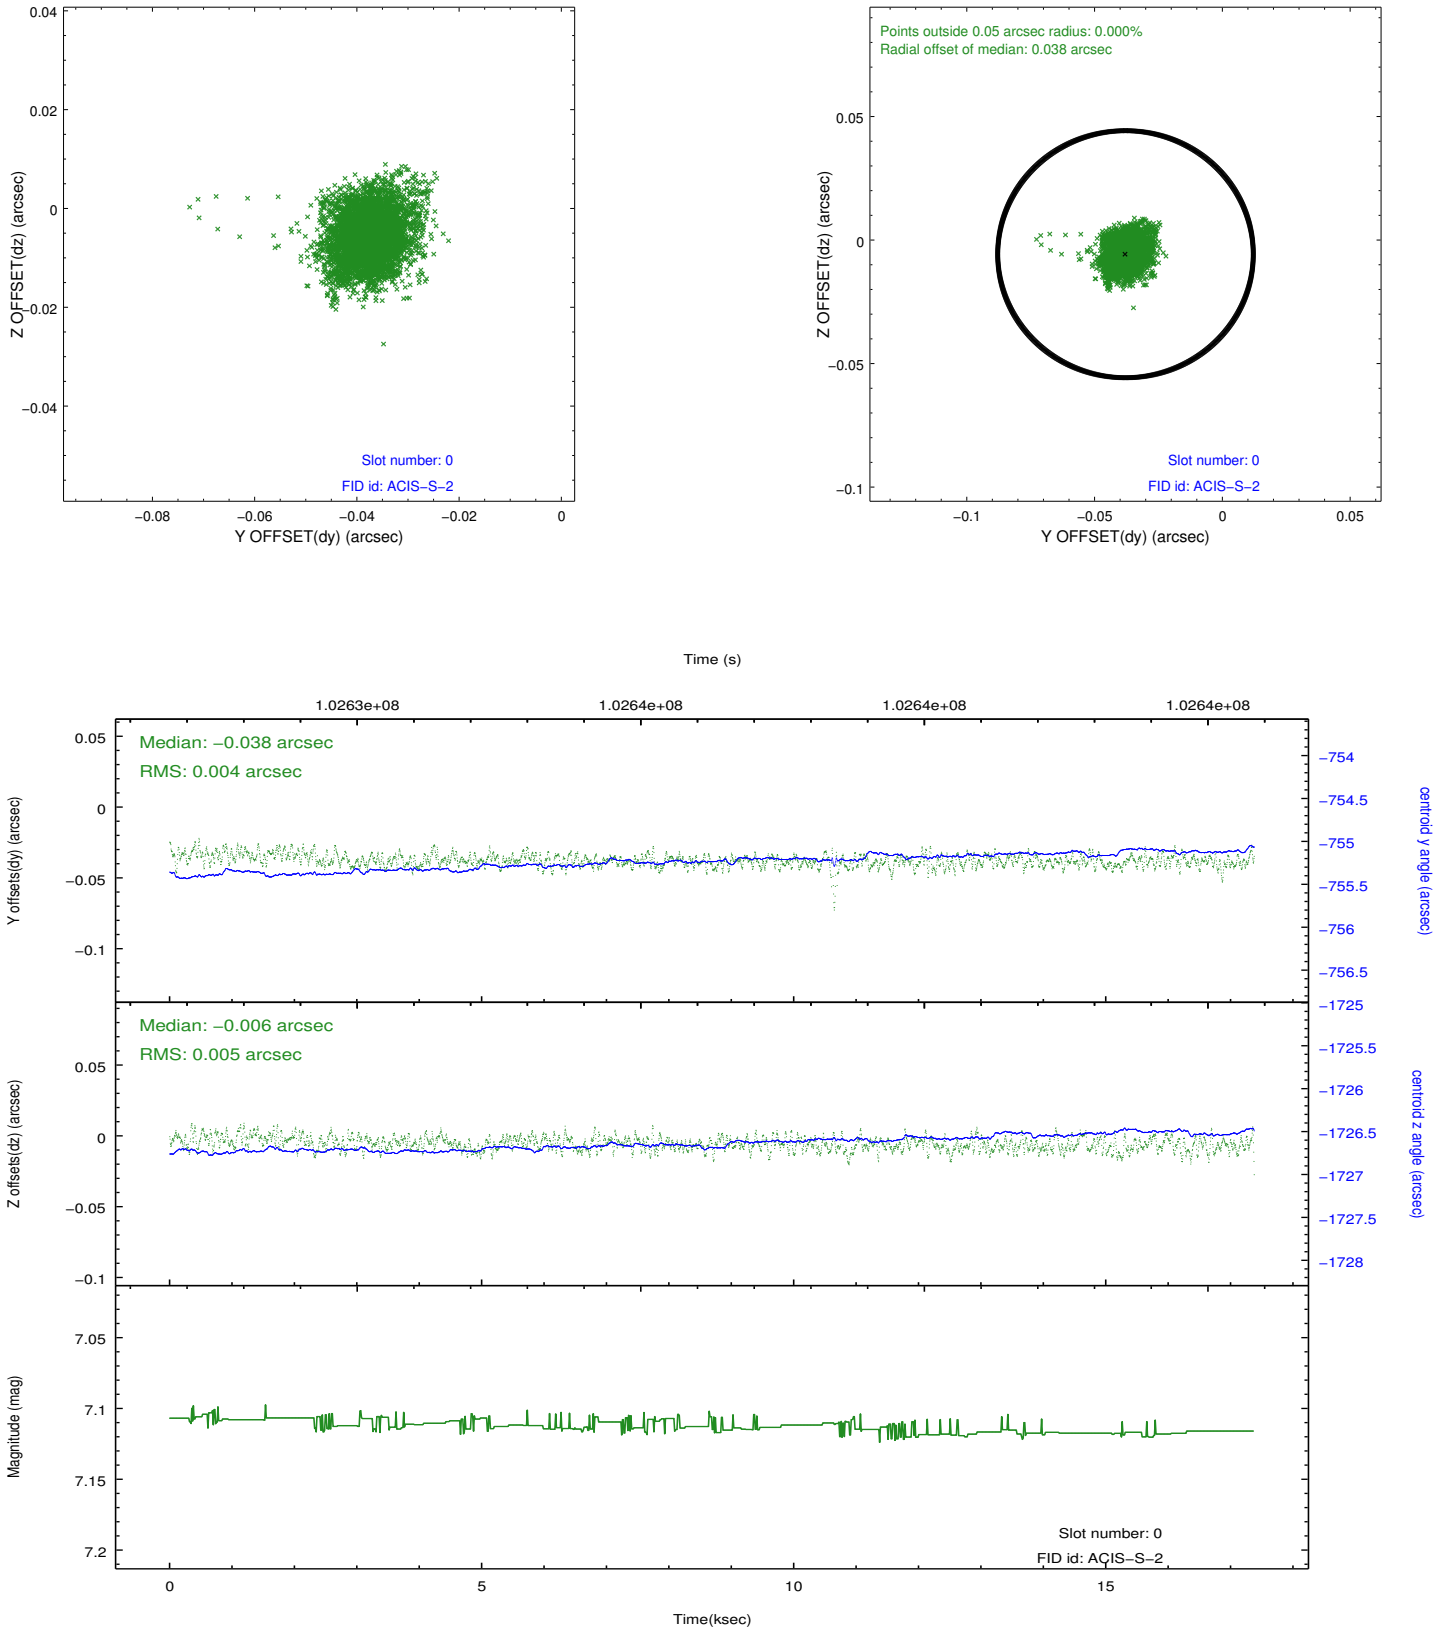 0.04
0.02
0
−0.02
−0.04
Z OFFSET(dz) (arcsec)
Slot number: 0
FID id: ACIS−S−2
−0.08
−0.06
−0.04
−0.02
0
Y OFFSET(dy) (arcsec)
Points outside 0.05 arcsec radius: 0.000%
Radial offset of median: 0.038 arcsec
0.05
0
−0.05
−0.1
Z OFFSET(dz) (arcsec)
Slot number: 0
FID id: ACIS−S−2
−0.1
−0.05
0
0.05
Y OFFSET(dy) (arcsec)
Time (s)
1.0263e+08
1.0264e+08
1.0264e+08
1.0264e+08
Median: −0.038 arcsec
RMS: 0.004 arcsec
0.05
0
−0.05
−0.1
Y offsets(dy) (arcsec)
−754
−754.5
−755
−755.5
−756
−756.5
centroid y angle (arcsec)
Median: −0.006 arcsec
RMS: 0.005 arcsec
0.05
0
−0.05
−0.1
Z offsets(dz) (arcsec)
−1725
−1725.5
−1726
−1726.5
−1727
−1727.5
−1728
centroid z angle (arcsec)
7.05
7.1
7.15
7.2
Magnitude (mag)
Slot number: 0
FID id: ACIS−S−2
0
5
10
15
Time(ksec)